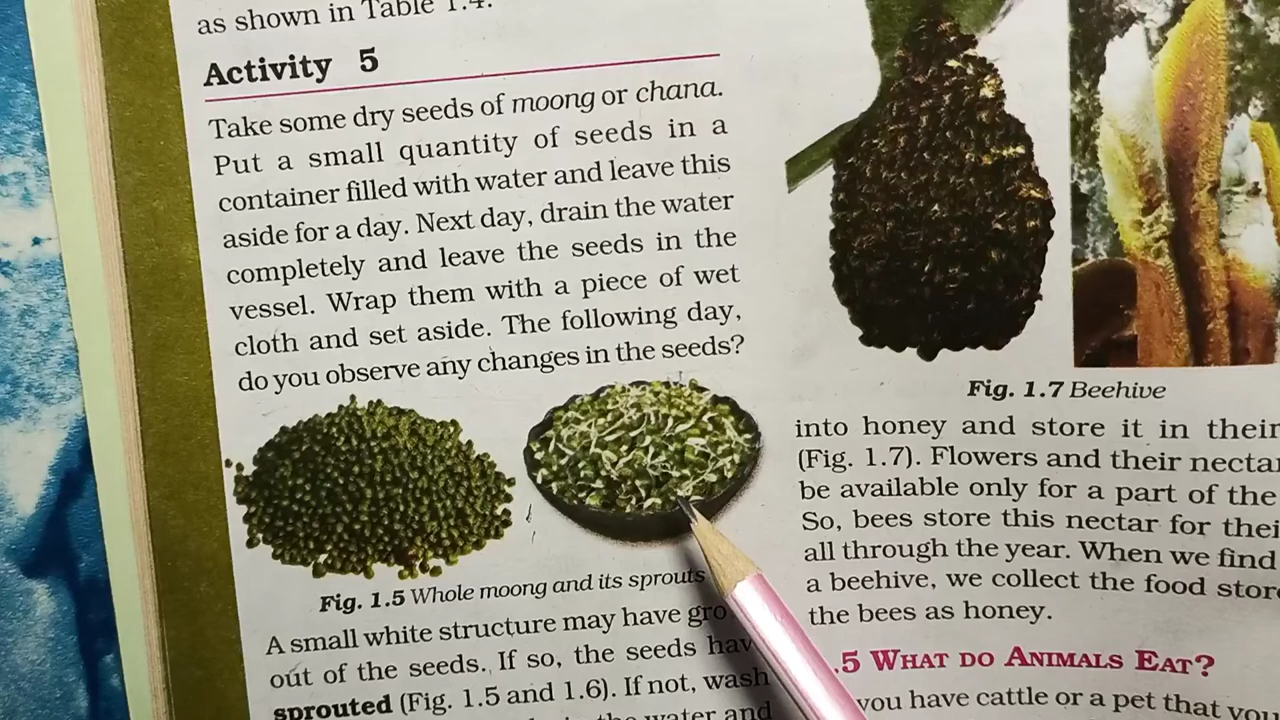 as shown in Table 1.4.
Activity 5
Take some dry seeds of moong or chana.
Put a small quantity of seeds in a
container filled with water and leave this
aside for a day. Next day, drain the water
completely and leave the seeds in the
vessel. Wrap them with a piece of wet
cloth and set aside. The following day,
do you observe any changes in the seeds?
Fig. 1.5 Whole moong and its sprouts
A small white structure may have gro
out of the seeds. If so, the seeds hav
sprouted (Fig. 1.5 and 1.6). If not, wash
the water and
Fig. 1.7 Beehive
into honey and store it in their
(Fig. 1.7). Flowers and their nectar
be available only for a part of the
So, bees store this nectar for thei
all through the year. When we find
a beehive, we collect the food store
the bees as honey.
.5 WHAT DO ANIMALS EAT?
you have cattle or a pet that you